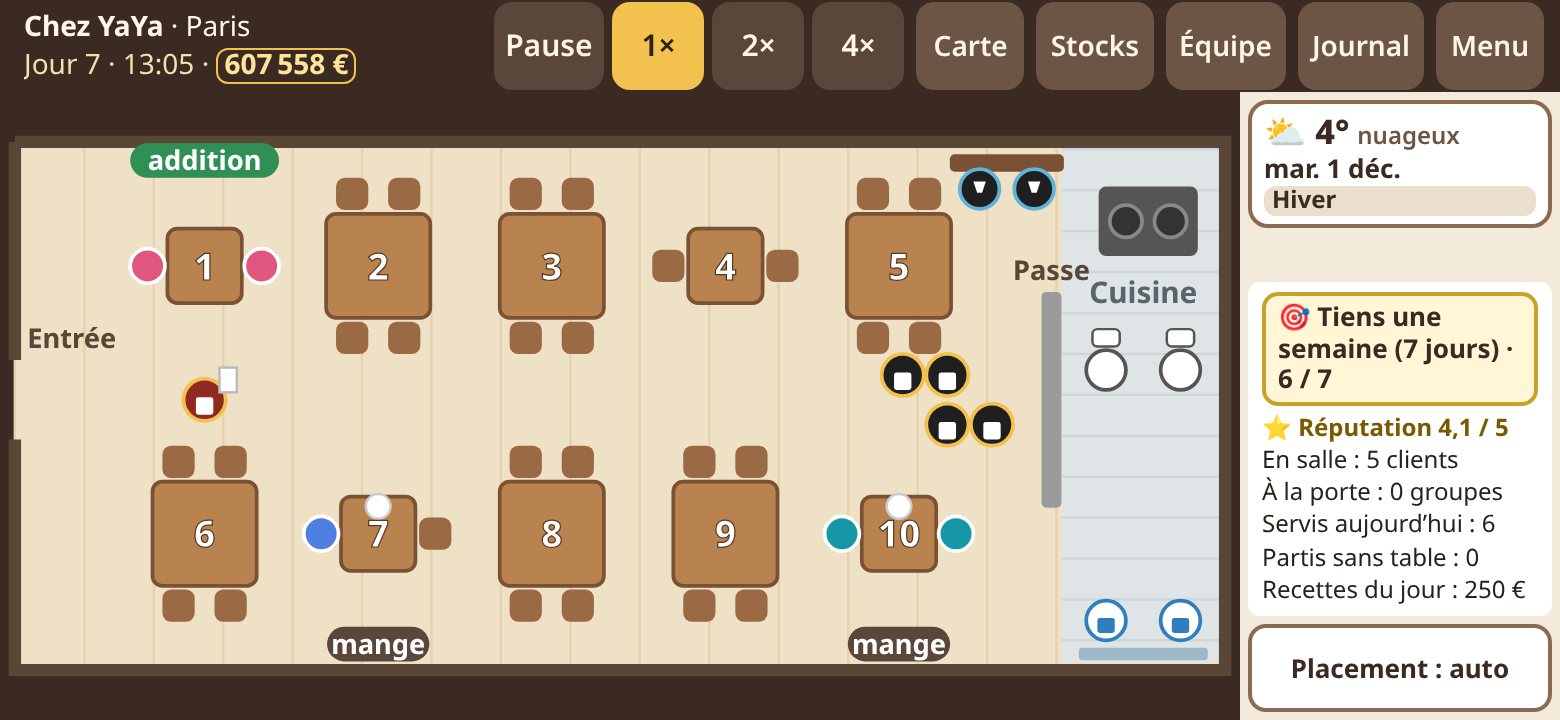 Chez YaYa · Paris
Jour 7 · 13:05 · 607 558 €
Pause
1×
2×
4×
Carte
Stocks
Équipe
Journal
Menu
addition
1
2
3
4
5
Passe
Cuisine
Entrée
6
7
8
9
10
mange
mange
4° nuageux
mar. 1 déc.
Hiver
Tiens une
semaine (7 jours) ·
6 / 7
Réputation 4,1 / 5
En salle : 5 clients
À la porte : 0 groupes
Servis aujourd’hui : 6
Partis sans table : 0
Recettes du jour : 250 €
Placement : auto